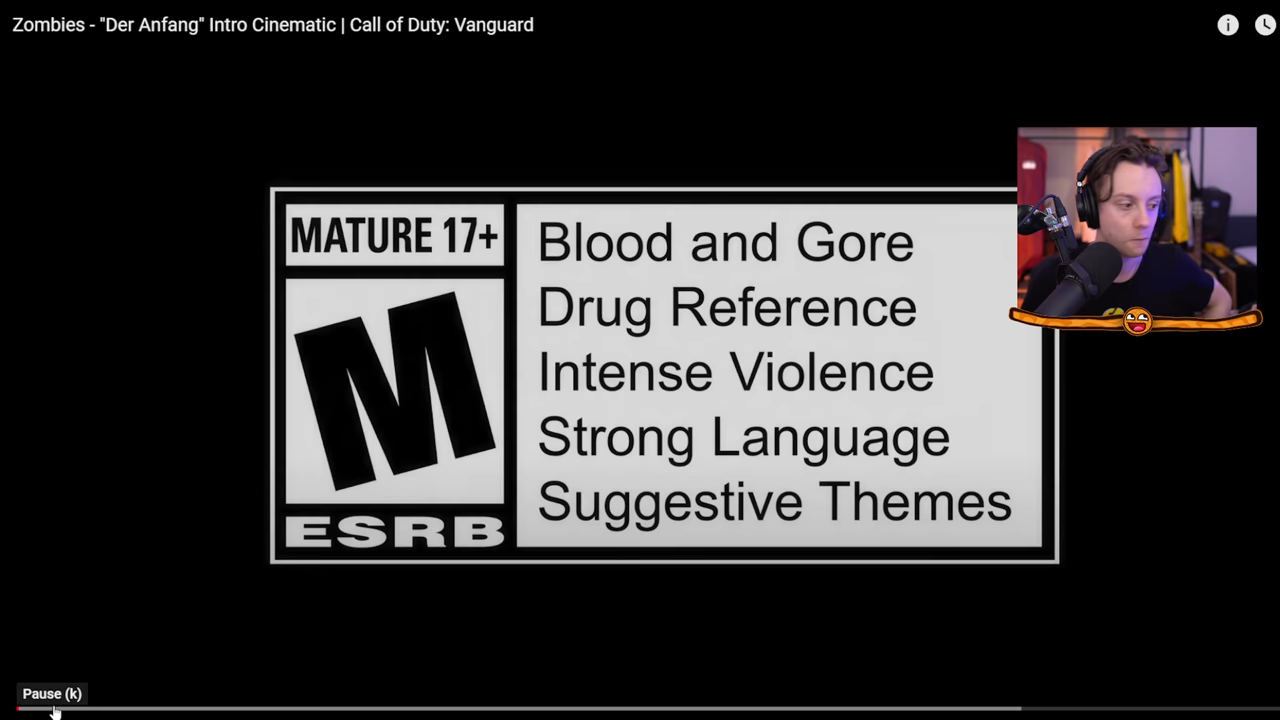 Zombies - "Der Anfang" Intro Cinematic | Call of Duty: Vanguard
MATURE 17+
M
ESRB
Blood and Gore
Drug Reference
Intense Violence
Strong Language
Suggestive Themes
Pause (k)